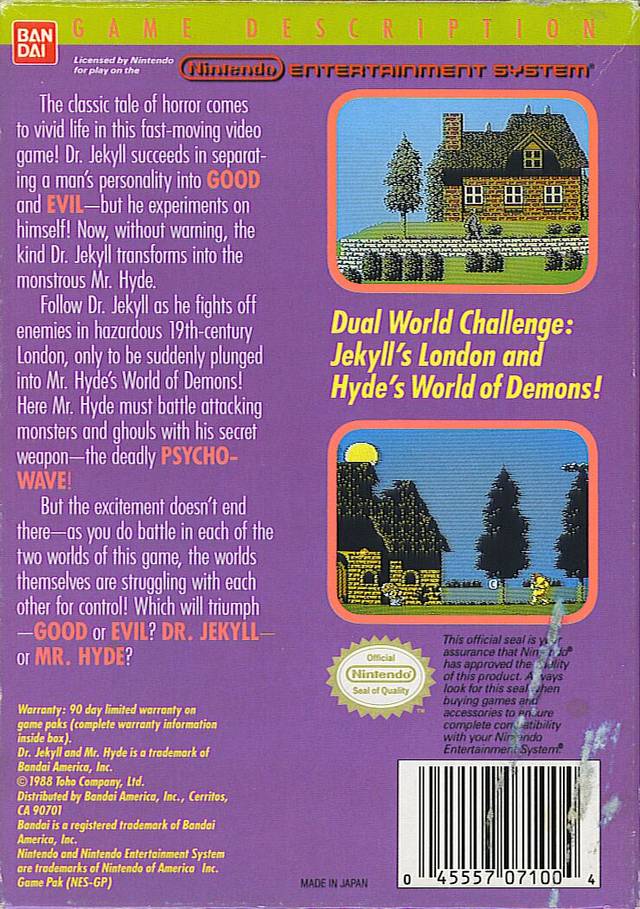 BAN
DAI
GAME DESCRIPTION
Licensed by Nintendo
for play on the
Nintendo ENTERTAINMENT SYSTEM®
The classic tale of horror comes
to vivid life in this fast-moving video
game! Dr. Jekyll succeeds in separat-
ing a man's personality into GOOD
and EVIL—but he experiments on
himself! Now, without warning, the
kind Dr. Jekyll transforms into the
monstrous Mr. Hyde.
Follow Dr. Jekyll as he fights off
enemies in hazardous 19th-century
London, only to be suddenly plunged
into Mr. Hyde's World of Demons!
Here Mr. Hyde must battle attacking
monsters and ghouls with his secret
weapon—the deadly PSYCHO-
WAVE!
But the excitement doesn't end
there—as you do battle in each of the
two worlds of this game, the worlds
themselves are struggling with each
other for control! Which will triumph
—GOOD or EVIL? DR. JEKYLL—
or MR. HYDE?
Dual World Challenge:
Jekyll's London and
Hyde's World of Demons!
Official
Nintendo
Seal of Quality
TM
This official seal is your
assurance that Nintendo®
has approved the quality
of this product. Always
look for this seal when
buying games and
accessories to ensure
complete compatibility
with your Nintendo
Entertainment System®.
Warranty: 90 day limited warranty on
game paks (complete warranty information
inside box).
Dr. Jekyll and Mr. Hyde is a trademark of
Bandai America, Inc.
©1988 Toho Company, Ltd.
Distributed by Bandai America, Inc., Cerritos,
CA 90701
Bandai is a registered trademark of Bandai
America, Inc.
Nintendo and Nintendo Entertainment System
are trademarks of Nintendo of America Inc.
Game Pak (NES-GP)
MADE IN JAPAN
0 45557 07100 4